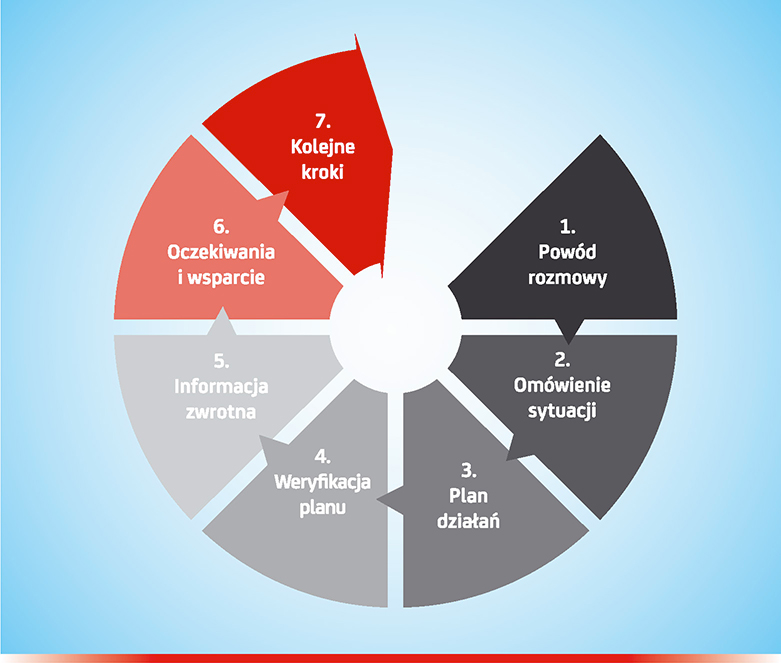 1.
Powód
rozmowy
2.
Omówienie
sytuacji
3.
Plan
działań
4.
Weryfikacja
planu
5.
Informacja
zwrotna
6.
Oczekiwania
i wsparcie
7.
Kolejne
kroki